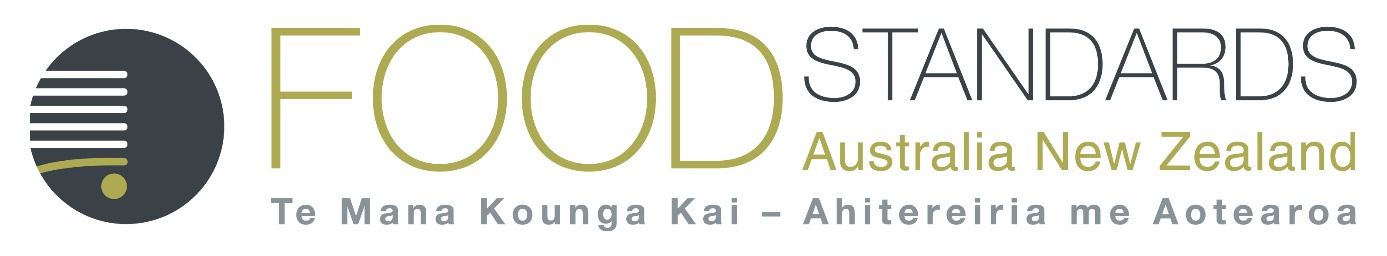 FOOD STANDARDS
Australia New Zealand
Te Mana Kounga Kai – Ahitereiria me Aotearoa